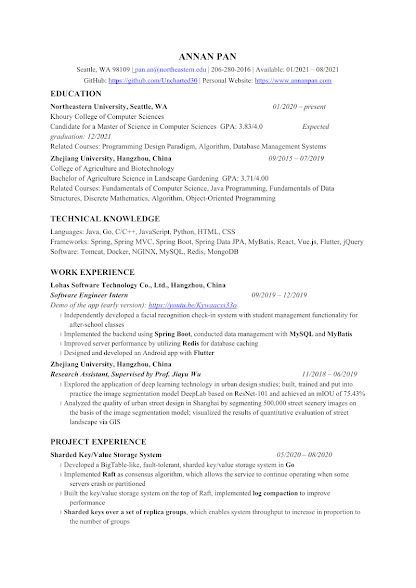 ANNAN PAN
Seattle, WA 98109 | pan.an@northeastern.edu | 206-280-2016 | Available: 01/2021 – 08/2021
GitHub: https://github.com/Uncharted30 | Personal Website: https://www.annanpan.com
EDUCATION
Northeastern University, Seattle, WA 01/2020 – present
Khoury College of Computer Sciences
Candidate for a Master of Science in Computer Sciences GPA: 3.83/4.0 Expected
graduation: 12/2021
Related Courses: Programming Design Paradigm, Algorithm, Database Management Systems
Zhejiang University, Hangzhou, China 09/2015 – 07/2019
College of Agriculture and Biotechnology
Bachelor of Agriculture Science in Landscape Gardening GPA: 3.71/4.00
Related Courses: Fundamentals of Computer Science, Java Programming, Fundamentals of Data
Structures, Discrete Mathematics, Algorithm, Object-Oriented Programming
TECHNICAL KNOWLEDGE
Languages: Java, Go, C/C++, JavaScript, Python, HTML, CSS
Frameworks: Spring, Spring MVC, Spring Boot, Spring Data JPA, MyBatis, React, Vue.js, Flutter, jQuery
Software: Tomcat, Docker, NGINX, MySQL, Redis, MongoDB
WORK EXPERIENCE
Lohas Software Technology Co., Ltd., Hangzhou, China
Software Engineer Intern 09/2019 – 12/2019
Demo of the app (early version):
Independently developed a facial recognition check-in system with student management functionality for
after-school classes
Implemented the backend using Spring Boot, conducted data management with MySQL and MyBatis
Improved server performance by utilizing Redis for database caching
Designed and developed an Android app with Flutter
Zhejiang University, Hangzhou, China
Research Assistant, Supervised by Prof. Jiayu Wu 11/2018 – 06/2019
Explored the application of deep learning technology in urban design studies; built, trained and put into
practice the image segmentation model DeepLab based on ResNet-101 and achieved an mIOU of 75.43%
Analyzed the quality of urban street design in Shanghai by segmenting 500,000 street scenery images on
the basis of the image segmentation model; visualized the results of quantitative evaluation of street
landscape via GIS
PROJECT EXPERIENCE
Sharded Key/Value Storage System 05/2020 – 08/2020
Developed a BigTable-like, fault-tolerant, sharded key/value storage system in Go
Implemented Raft as consensus algorithm, which allows the service to continue operating when some
servers crash or partitioned
Built the key/value storage system on the top of Raft, implemented log compaction to improve
performance
Sharded keys over a set of replica groups, which enables system throughput to increase in proportion to
the number of groups